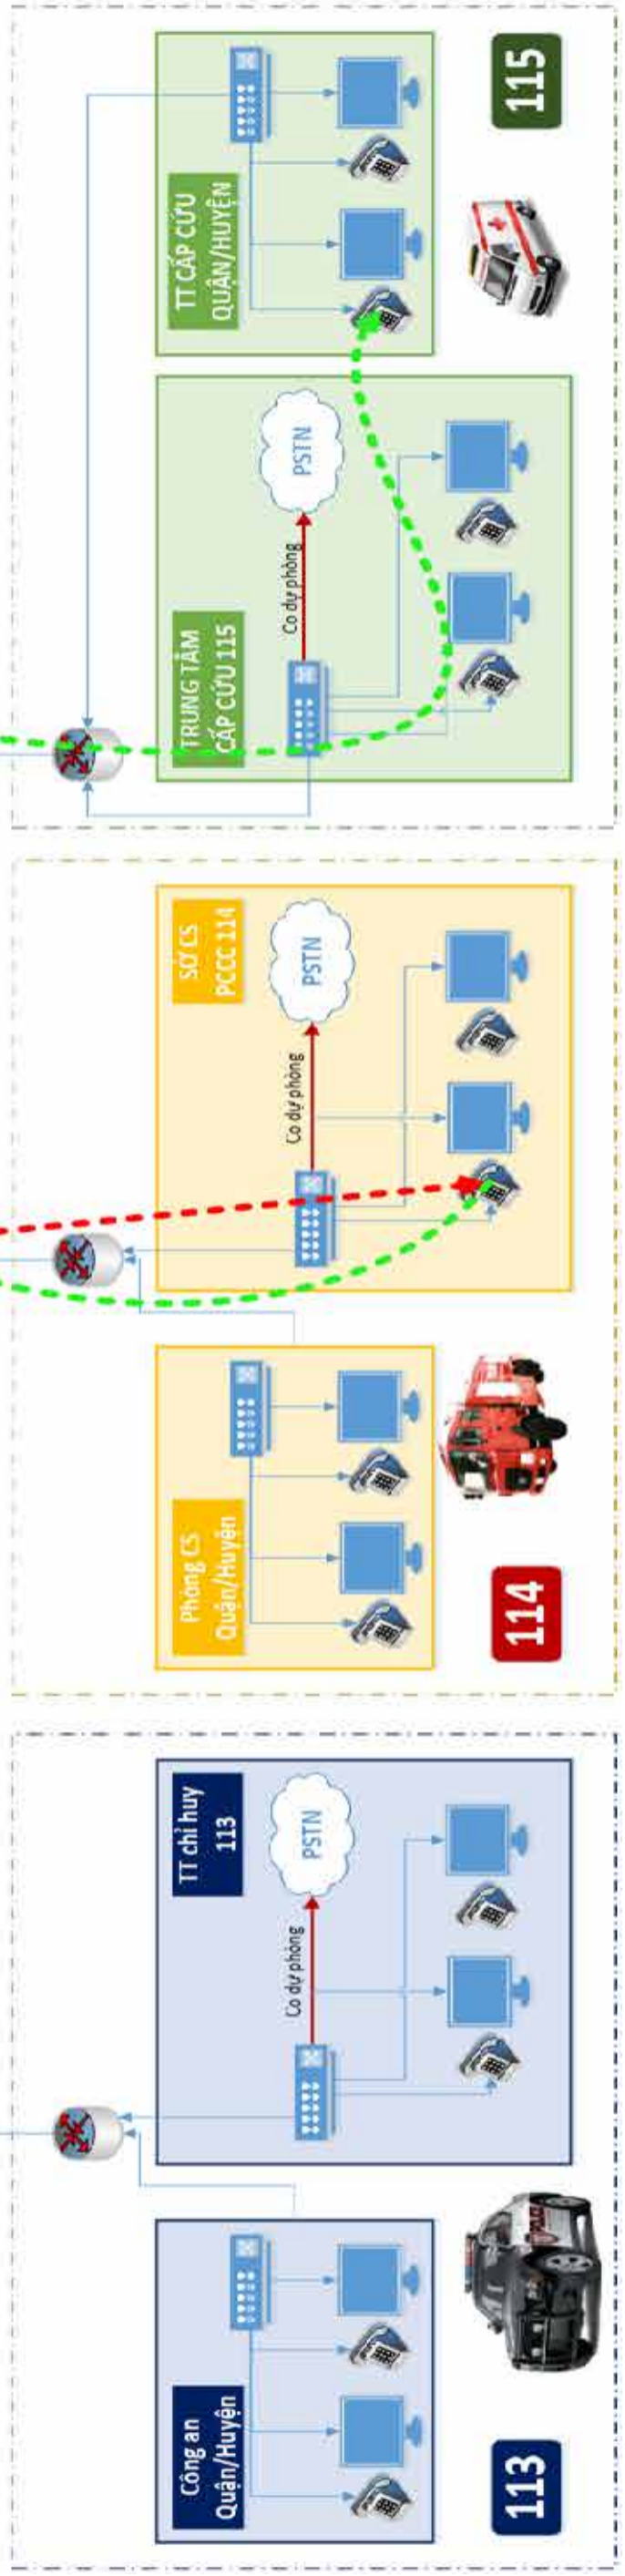 Công an
Quận/Huyện
TT chỉ huy
113
Co dự phòng
PSTN
113
Phòng CS
Quận/Huyện
SỞ CS
PCCC 114
Co dự phòng
PSTN
114
TRUNG TÂM
CẤP CỨU 115
Co dự phòng
PSTN
TT CẤP CỨU
QUẬN/HUYỆN
115